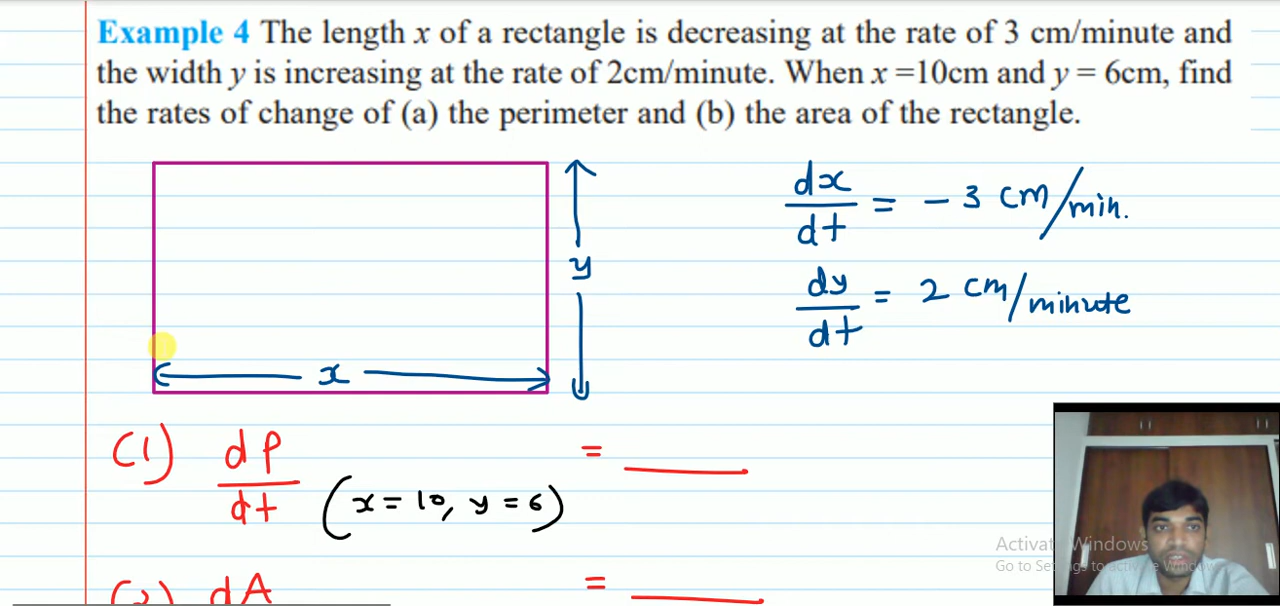 Example 4 The length x of a rectangle is decreasing at the rate of 3 cm/minute and
the width y is increasing at the rate of 2cm/minute. When x =10cm and y = 6cm, find
the rates of change of (a) the perimeter and (b) the area of the rectangle.
dx/dt = - 3 cm/min.
dy/dt = 2 cm/minute
y
x
(1) dP/dt (x = 10, y = 6) = ____
(2) dA = ____
Activate Windows
Go to Settings to activate Windows.